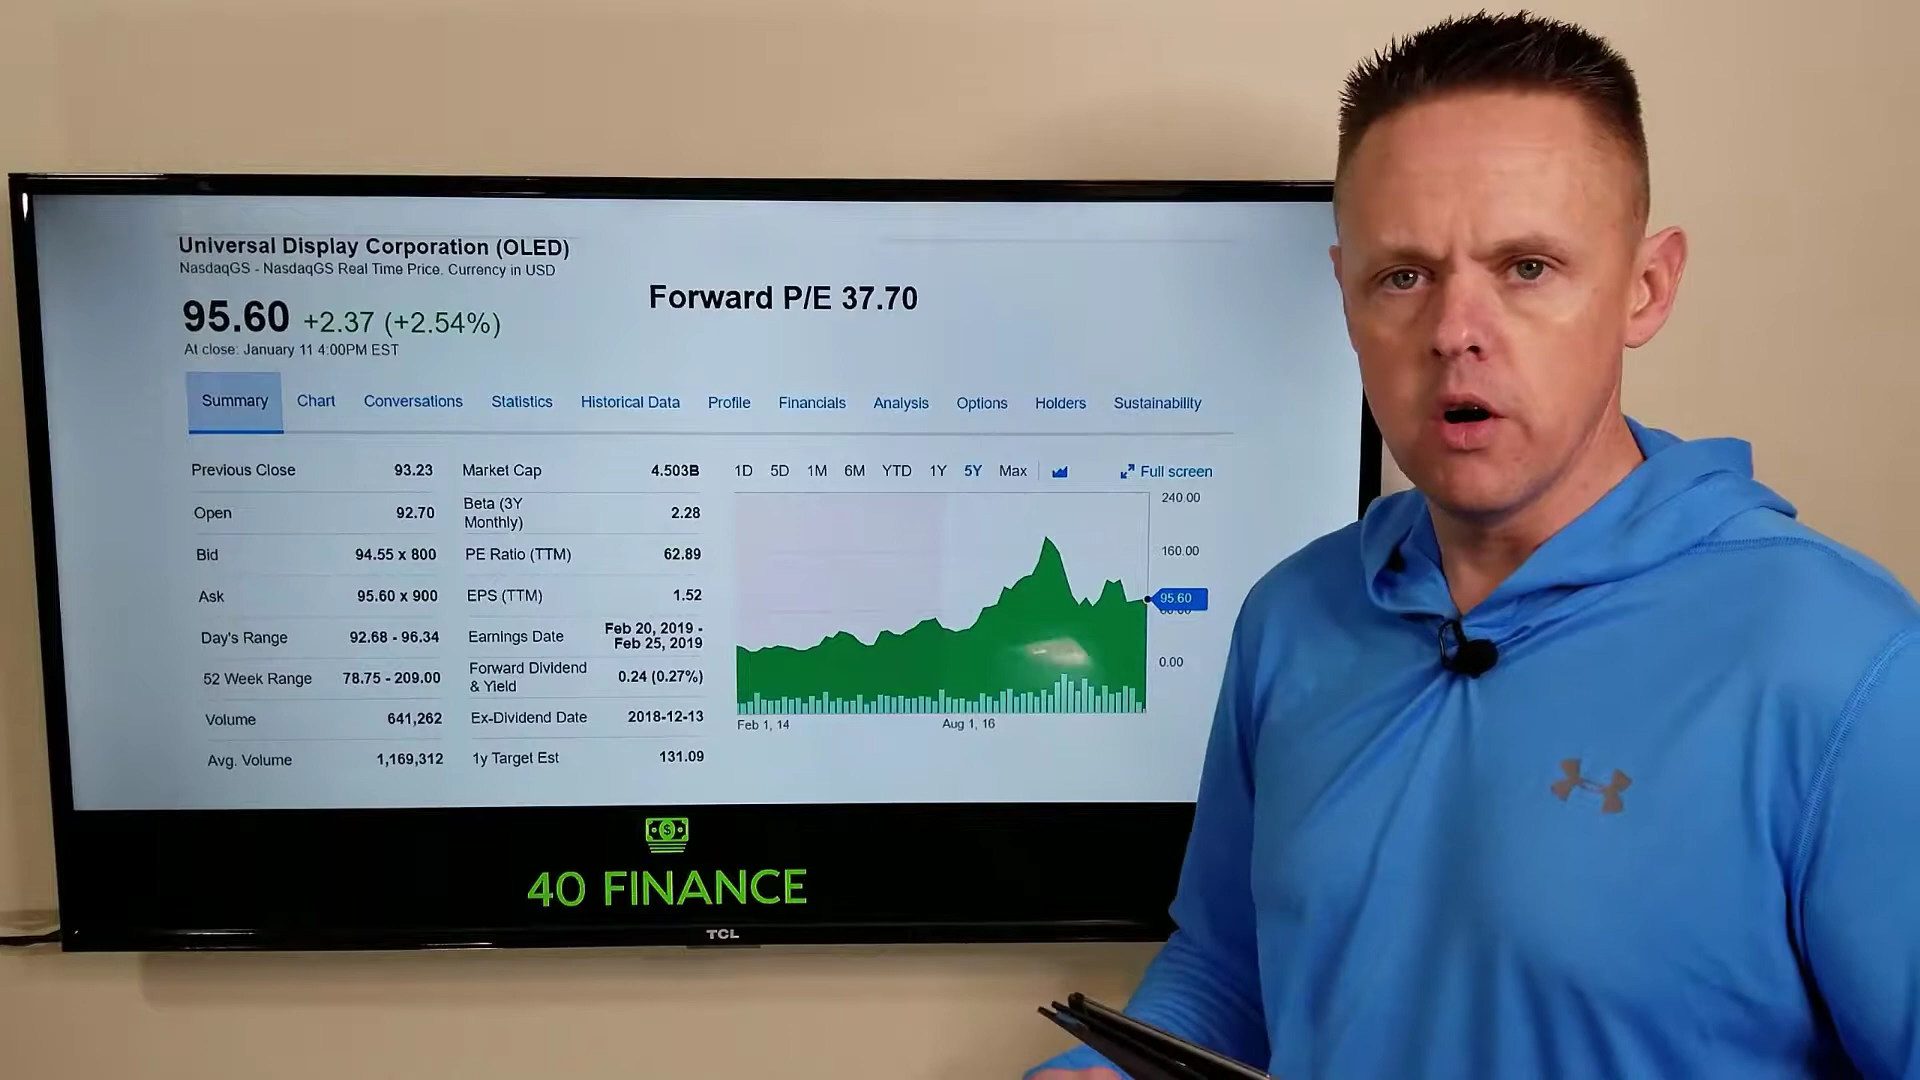 Universal Display Corporation (OLED)
NasdaqGS - NasdaqGS Real Time Price. Currency in USD
95.60 +2.37 (+2.54%)
At close: January 11 4:00PM EST
Forward P/E 37.70
Summary Chart Conversations Statistics Historical Data Profile Financials Analysis Options Holders Sustainability
Previous Close 93.23
Open 92.70
Bid 94.55 x 800
Ask 95.60 x 900
Day's Range 92.68 - 96.34
52 Week Range 78.75 - 209.00
Volume 641,262
Avg. Volume 1,169,312
Market Cap 4.503B
Beta (3Y
Monthly) 2.28
PE Ratio (TTM) 62.89
EPS (TTM) 1.52
Earnings Date Feb 20, 2019 -
Feb 25, 2019
Forward Dividend
& Yield 0.24 (0.27%)
Ex-Dividend Date 2018-12-13
1y Target Est 131.09
1D 5D 1M 6M YTD 1Y 5Y Max Full screen
240.00
160.00
95.60
0.00
Feb 1, 14 Aug 1, 16
40 FINANCE
TCL